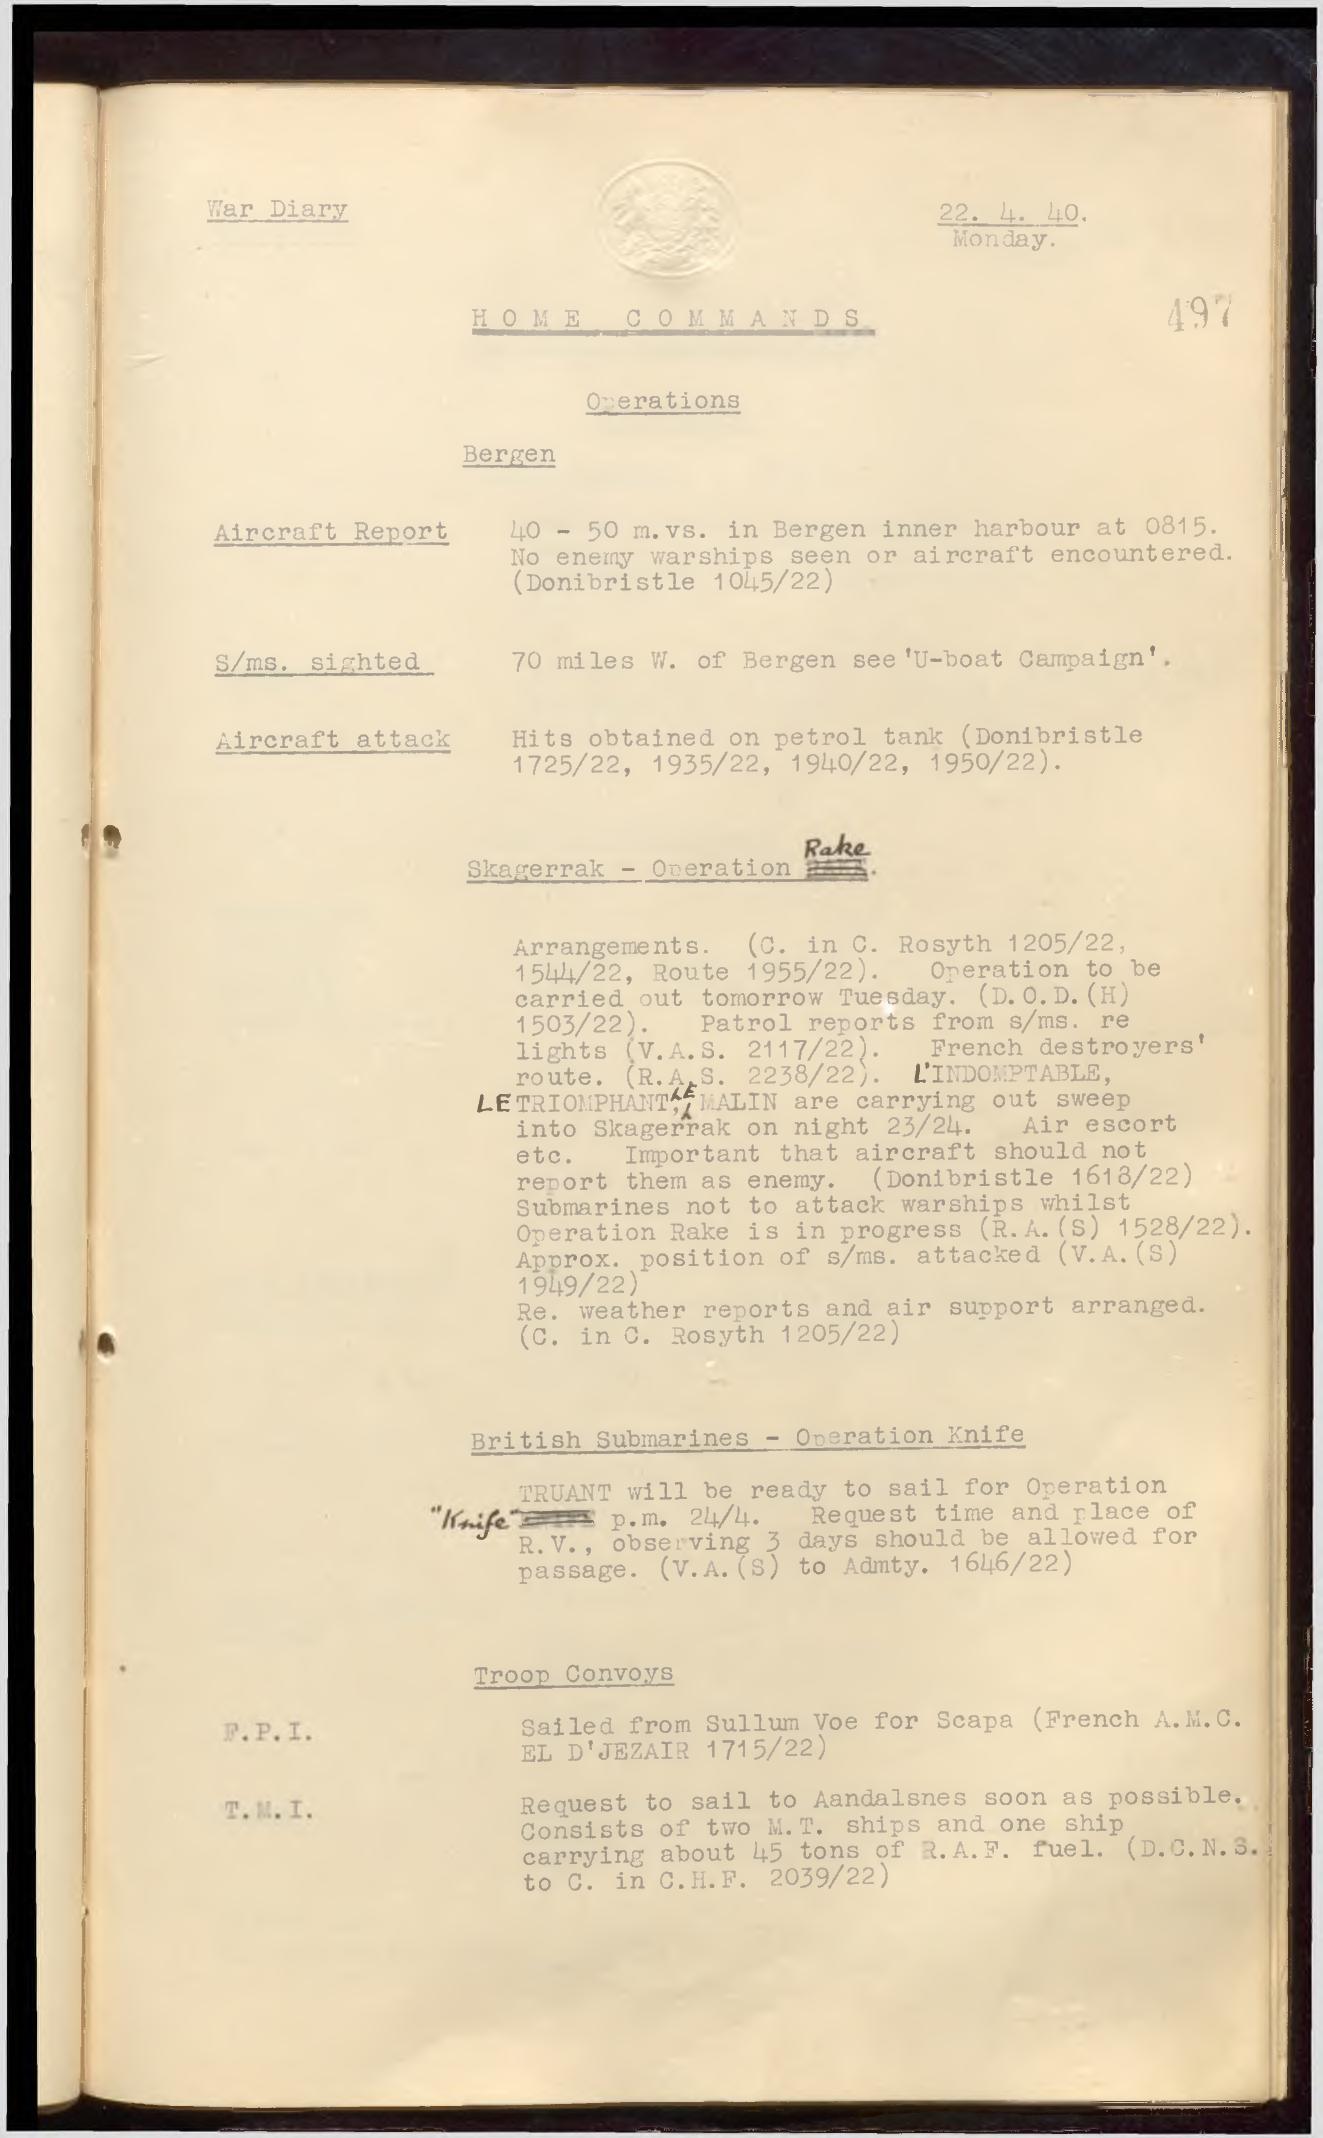 War Diary
22. 4. 40.
Monday.
497
HOME COMMANDS
Operations
Bergen
Aircraft Report
40 - 50 m.vs. in Bergen inner harbour at 0815.
No enemy warships seen or aircraft encountered.
(Donibristle 1045/22)
S/ms. sighted
70 miles W. of Bergen see 'U-boat Campaign'.
Aircraft attack
Hits obtained on petrol tank (Donibristle
1725/22, 1935/22, 1940/22, 1950/22).
Skagerrak - Operation Rake.
Arrangements. (C. in C. Rosyth 1205/22,
1544/22, Route 1955/22). Operation to be
carried out tomorrow Tuesday. (D.O.D.(H)
1503/22). Patrol reports from s/ms. re
lights (V.A.S. 2117/22). French destroyers'
route. (R.A.S. 2238/22). L'INDOMPTABLE,
LE TRIOMPHANT, LE MALIN are carrying out sweep
into Skagerrak on night 23/24. Air escort
etc. Important that aircraft should not
report them as enemy. (Donibristle 1618/22)
Submarines not to attack warships whilst
Operation Rake is in progress (R.A.(S) 1528/22).
Approx. position of s/ms. attacked (V.A.(S)
1949/22)
Re. weather reports and air support arranged.
(C. in C. Rosyth 1205/22)
British Submarines - Operation Knife
TRUANT will be ready to sail for Operation
"Knife" p.m. 24/4. Request time and place of
R.V., observing 3 days should be allowed for
passage. (V.A.(S) to Admty. 1646/22)
Troop Convoys
F.P.I.
Sailed from Sullum Voe for Scapa (French A.M.C.
EL D'JEZAIR 1715/22)
T.M.I.
Request to sail to Aandalsnes soon as possible.
Consists of two M.T. ships and one ship
carrying about 45 tons of R.A.F. fuel. (D.C.N.S.
to C. in C.H.F. 2039/22)